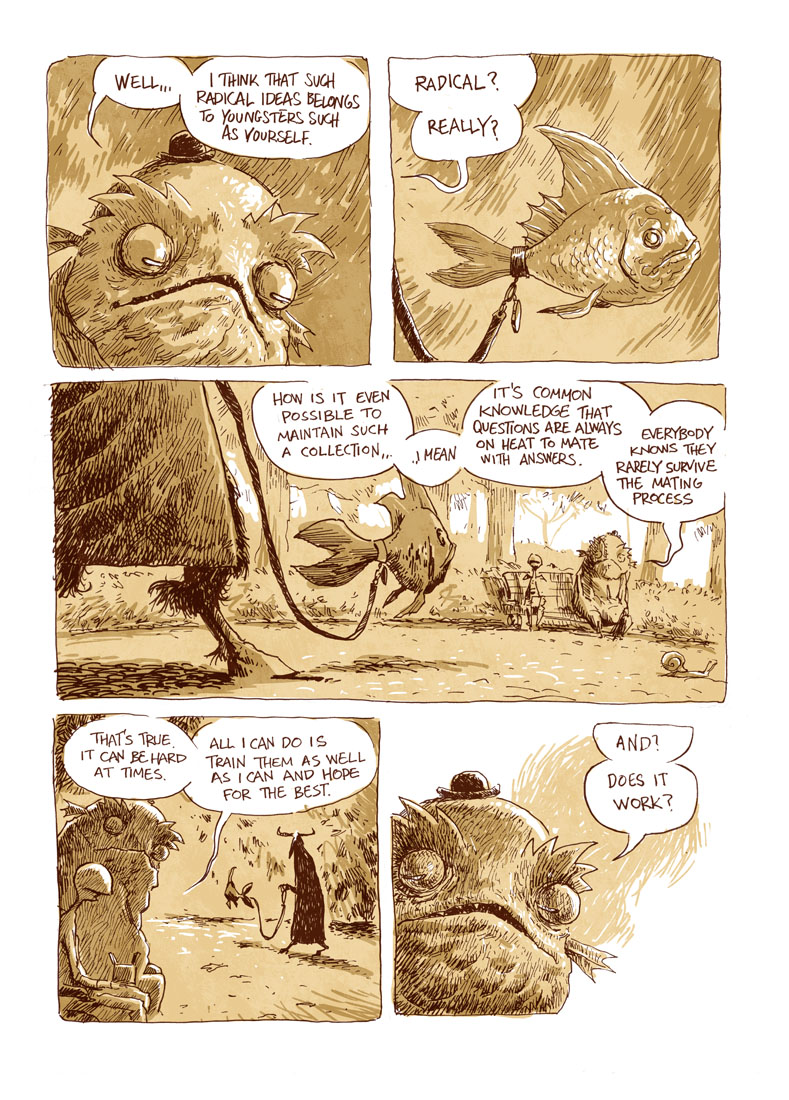 WELL...
I THINK THAT SUCH
RADICAL IDEAS BELONGS
TO YOUNGSTERS SUCH
AS YOURSELF.
RADICAL?
REALLY?
HOW IS IT EVEN
POSSIBLE TO
MAINTAIN SUCH
A COLLECTION...
..I MEAN
IT'S COMMON
KNOWLEDGE THAT
QUESTIONS ARE ALWAYS
ON HEAT TO MATE
WITH ANSWERS.
EVERYBODY
KNOWS THEY
RARELY SURVIVE
THE MATING
PROCESS
THAT'S TRUE.
IT CAN BE HARD
AT TIMES.
ALL I CAN DO IS
TRAIN THEM AS WELL
AS I CAN AND HOPE
FOR THE BEST.
AND?
DOES IT
WORK?